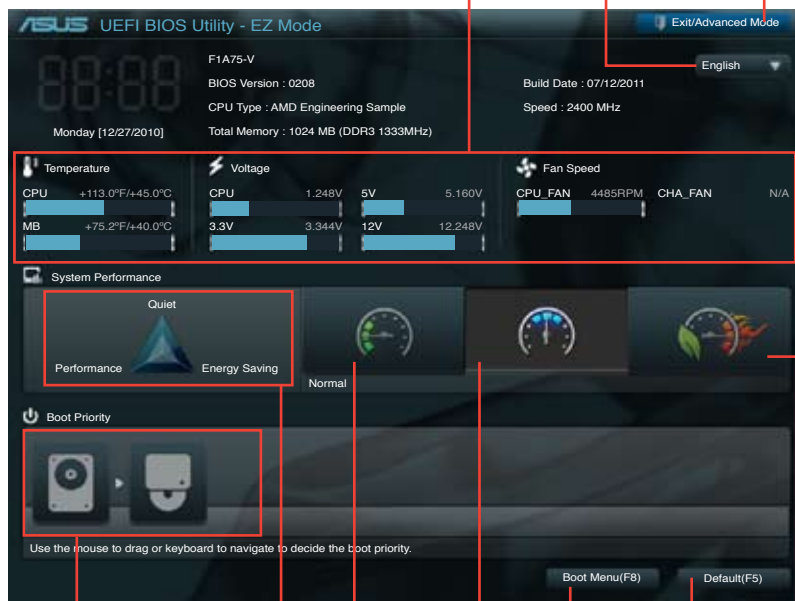 ASUS UEFI BIOS Utility - EZ Mode
Exit/Advanced Mode
English
F1A75-V
BIOS Version : 0208
Build Date : 07/12/2011
CPU Type : AMD Engineering Sample
Speed : 2400 MHz
Monday [12/27/2010]
Total Memory : 1024 MB (DDR3 1333MHz)
Temperature
CPU +113.0°F/+45.0°C
MB +75.2°F/+40.0°C
Voltage
CPU 1.248V 5V 5.160V
3.3V 3.344V 12V 12.248V
Fan Speed
CPU_FAN 4485RPM CHA_FAN N/A
System Performance
Quiet
Performance Energy Saving
Normal
Boot Priority
Use the mouse to drag or keyboard to navigate to decide the boot priority.
Boot Menu(F8) Default(F5)